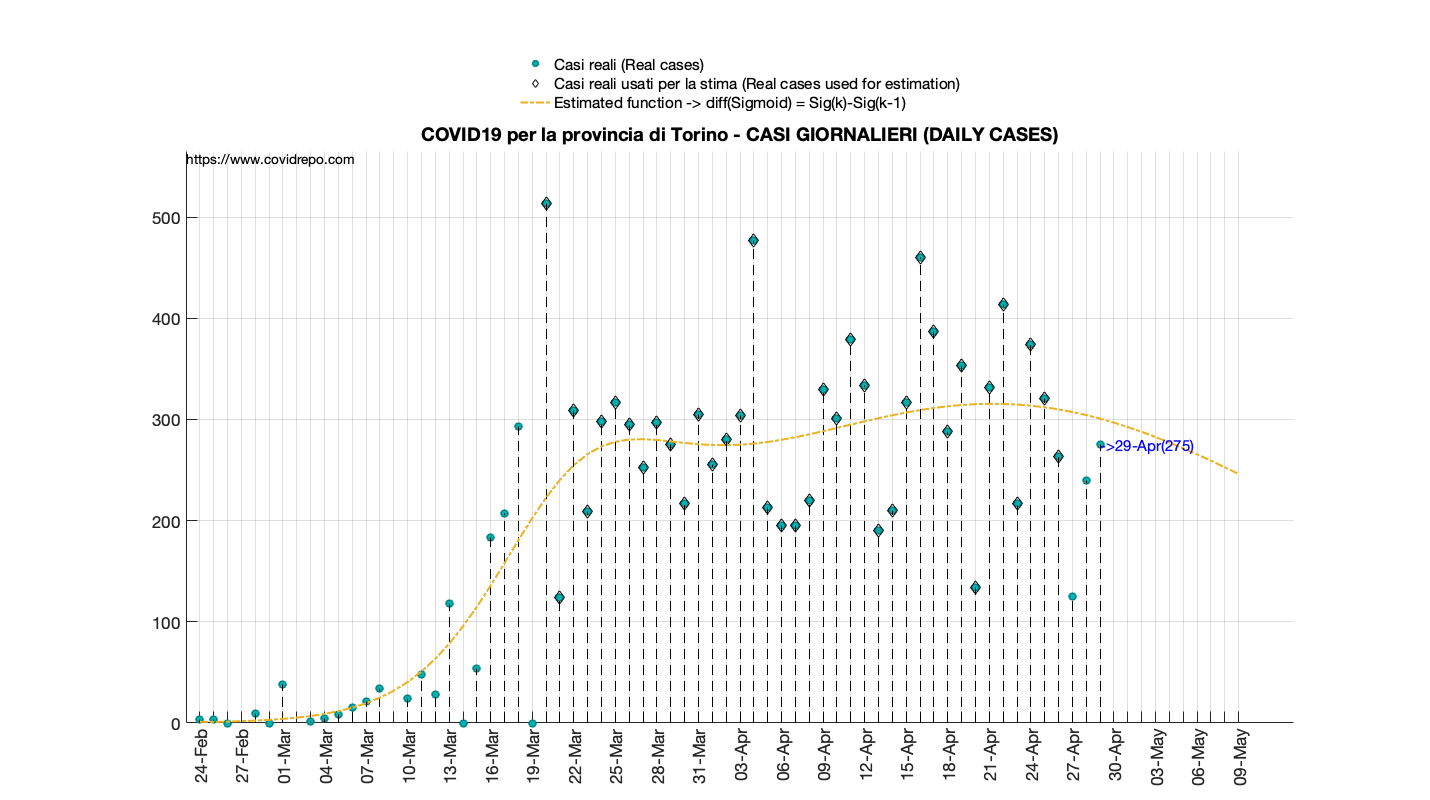 Casi reali (Real cases)
Casi reali usati per la stima (Real cases used for estimation)
Estimated function -> diff(Sigmoid) = Sig(k)-Sig(k-1)
COVID19 per la provincia di Torino - CASI GIORNALIERI (DAILY CASES)
https://www.covidrepo.com
500
400
300
200
100
0
->29-Apr(275)
24-Feb
27-Feb
01-Mar
04-Mar
07-Mar
10-Mar
13-Mar
16-Mar
19-Mar
22-Mar
25-Mar
28-Mar
31-Mar
03-Apr
06-Apr
09-Apr
12-Apr
15-Apr
18-Apr
21-Apr
24-Apr
27-Apr
30-Apr
03-May
06-May
09-May